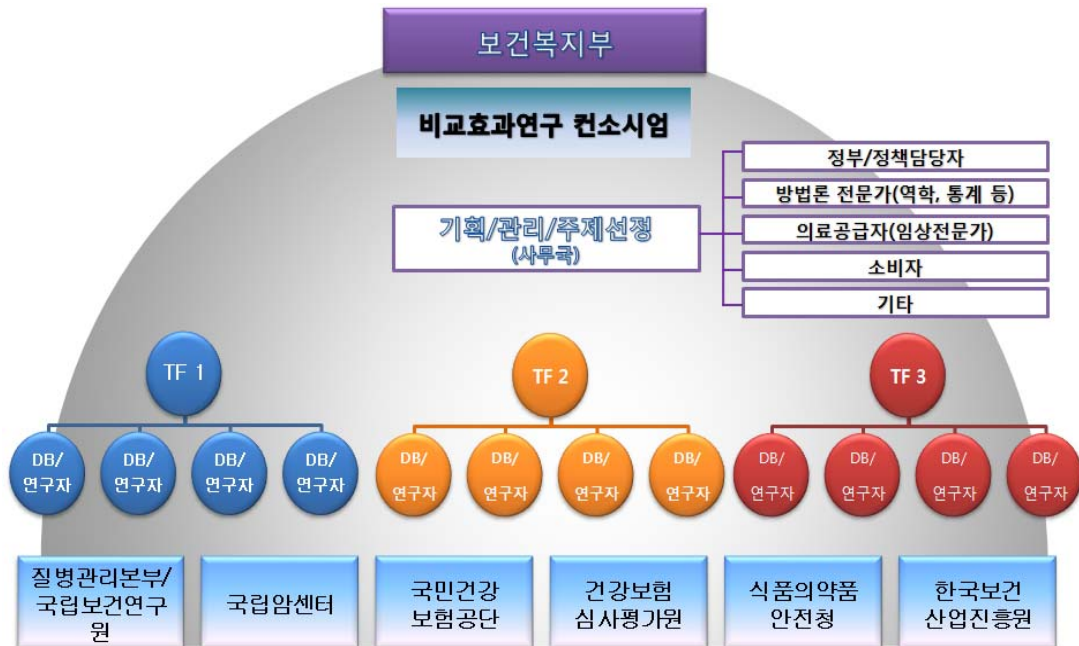 보건복지부
비교효과연구 컨소시엄
기획/관리/주제선정
(사무국)
정부/정책담당자
방법론 전문가(역학, 통계 등)
의료공급자(임상전문가)
소비자
기타
TF 1
TF 2
TF 3
DB/
연구자
DB/
연구자
DB/
연구자
DB/
연구자
DB/
연구자
DB/
연구자
DB/
연구자
DB/
연구자
DB/
연구자
DB/
연구자
DB/
연구자
DB/
연구자
질병관리본부/
국립보건연구
원
국립암센터
국민건강
보험공단
건강보험
심사평가원
식품의약품
안전청
한국보건
산업진흥원